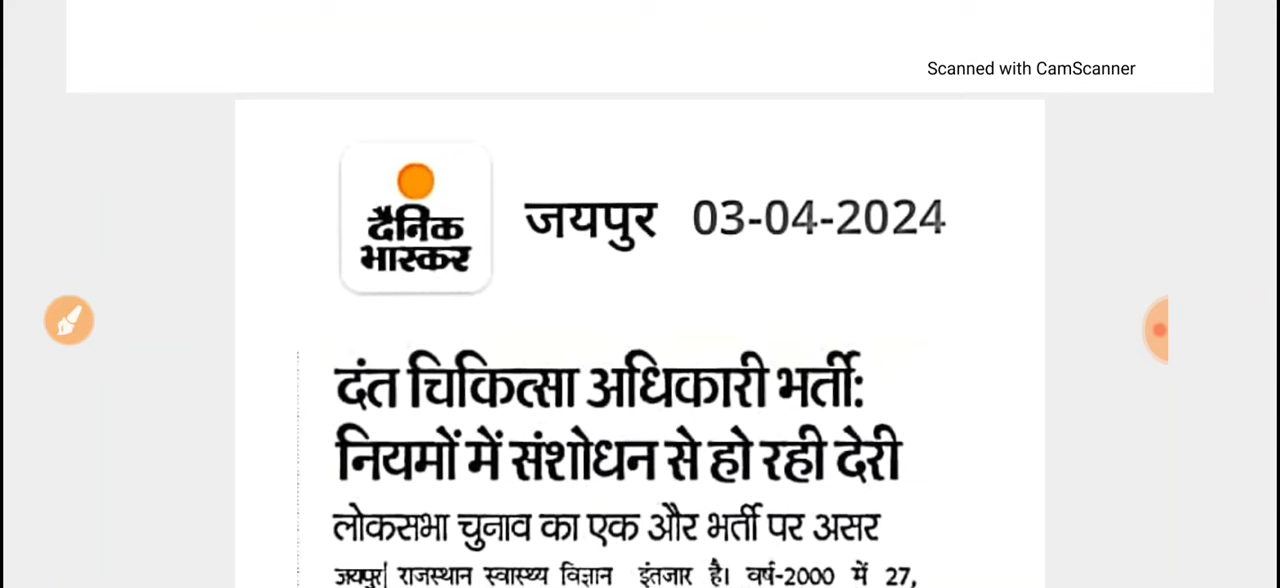 Scanned with CamScanner
दैनिक
भास्कर
जयपुर 03-04-2024
दंत चिकित्सा अधिकारी भर्ती:
नियमों में संशोधन से हो रही देरी
लोकसभा चुनाव का एक और भर्ती पर असर
जयपुर| राजस्थान स्वास्थ्य विज्ञान इंतजार है। वर्ष-2000 में 27,